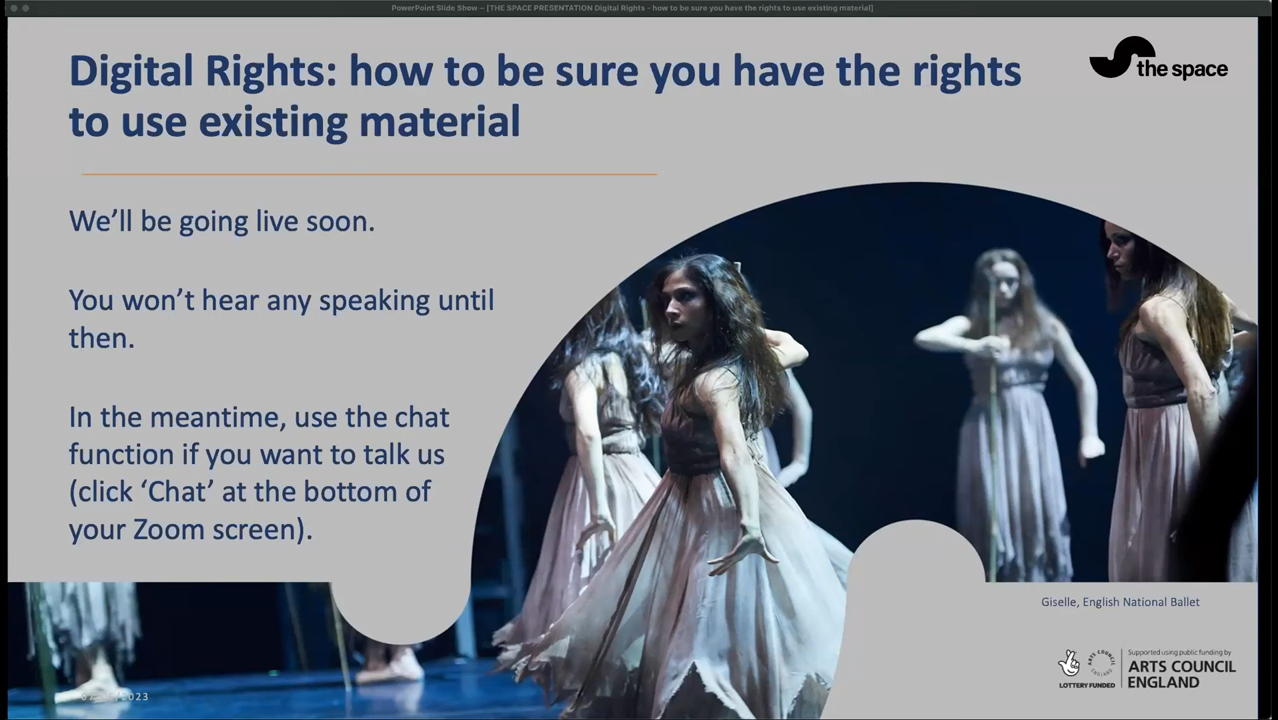 PowerPoint Slide Show – [THE SPACE PRESENTATION Digital Rights - how to be sure you have the rights to use existing material]
Digital Rights: how to be sure you have the rights
to use existing material
the space
We’ll be going live soon.
You won’t hear any speaking until
then.
In the meantime, use the chat
function if you want to talk us
(click ‘Chat’ at the bottom of
your Zoom screen).
Giselle, English National Ballet
LOTTERY FUNDED
ARTS COUNCIL
ENGLAND
Supported using public funding by
ARTS COUNCIL
ENGLAND
2023